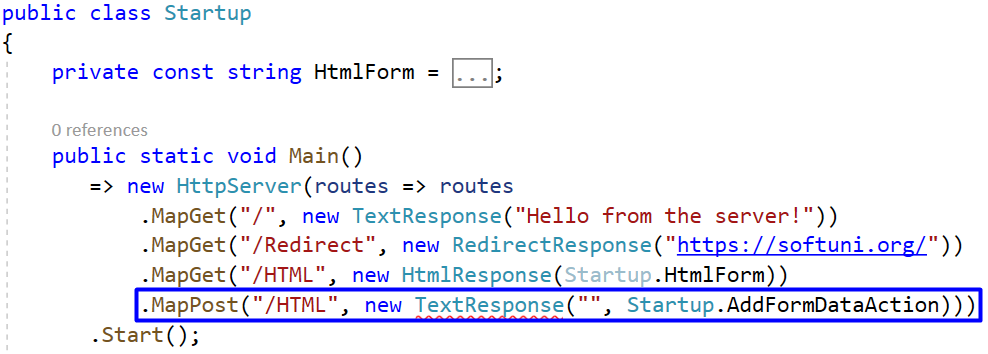 public class Startup
{
private const string HtmlForm = ...;
0 references
public static void Main()
=> new HttpServer(routes => routes
.MapGet("/", new TextResponse("Hello from the server!"))
.MapGet("/Redirect", new RedirectResponse("https://softuni.org/"))
.MapGet("/HTML", new HtmlResponse(Startup.HtmlForm))
.MapPost("/HTML", new TextResponse("", Startup.AddFormDataAction)))
.Start();